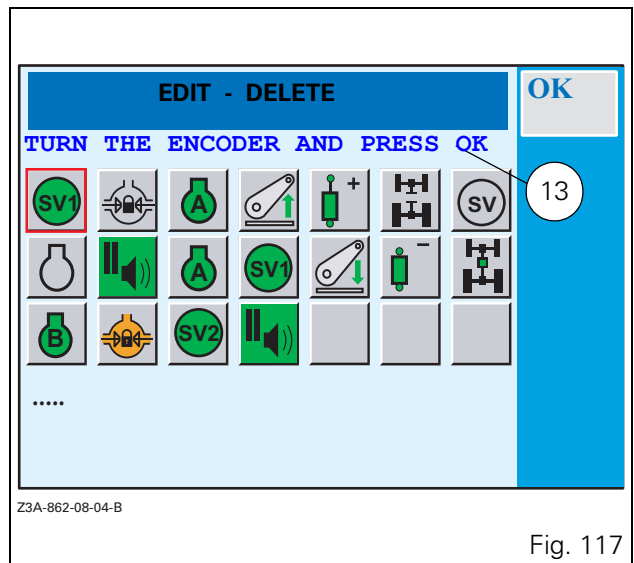 EDIT - DELETE
OK
TURN THE ENCODER AND PRESS OK
13
SV1 A + SV
A SV1 -
B SV2
.....
Z3A-862-08-04-B
Fig. 117